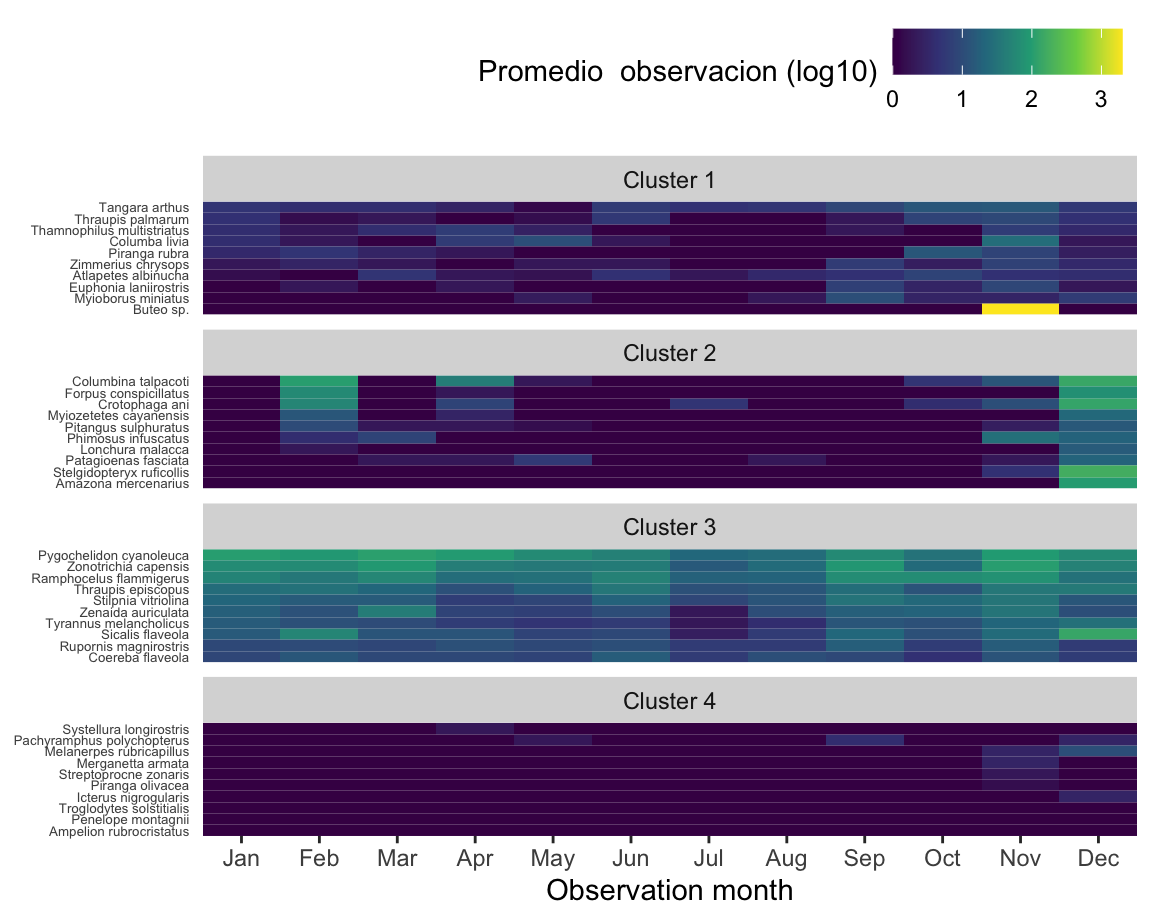 Promedio  observacion (log10)
0 1 2 3
Cluster 1
Tangara arthus
Thraupis palmarum
Thamnophilus multistriatus
Columba livia
Piranga rubra
Zimmerius chrysops
Atlapetes albinucha
Euphonia laniirostris
Myioborus miniatus
Buteo sp.
Cluster 2
Columbina talpacoti
Forpus conspicillatus
Crotophaga ani
Myiozetetes cayanensis
Pitangus sulphuratus
Phimosus infuscatus
Lonchura malacca
Patagioenas fasciata
Stelgidopteryx ruficollis
Amazona mercenarius
Cluster 3
Pygochelidon cyanoleuca
Zonotrichia capensis
Ramphocelus flammigerus
Thraupis episcopus
Stilpnia vitriolina
Zenaida auriculata
Tyrannus melancholicus
Sicalis flaveola
Rupornis magnirostris
Coereba flaveola
Cluster 4
Systellura longirostris
Pachyramphus polychopterus
Melanerpes rubricapillus
Merganetta armata
Streptoprocne zonaris
Piranga olivacea
Icterus nigrogularis
Troglodytes solstitialis
Penelope montagnii
Ampelion rubrocristatus
Jan Feb Mar Apr May Jun Jul Aug Sep Oct Nov Dec
Observation month